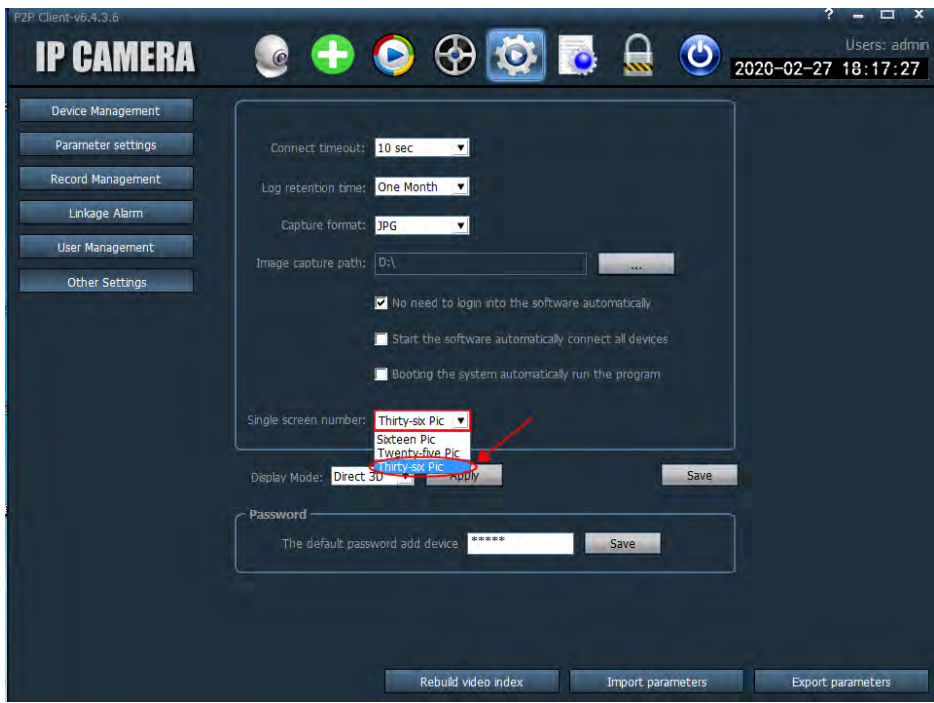 P2P Client-v6.4.3.6
IP CAMERA
Users: admin
2020-02-27 18:17:27
Device Management
Parameter settings
Record Management
Linkage Alarm
User Management
Other Settings
Connect timeout: 10 sec
Log retention time: One Month
Capture format: JPG
Image capture path: D:\ ...
No need to login into the software automatically
Start the software automatically connect all devices
Booting the system automatically run the program
Single screen number: Thirty-six Pic
Sixteen Pic
Twenty-five Pic
Thirty-six Pic
Display Mode: Direct 3D Apply Save
Password
The default password add device ***** Save
Rebuild video index Import parameters Export parameters